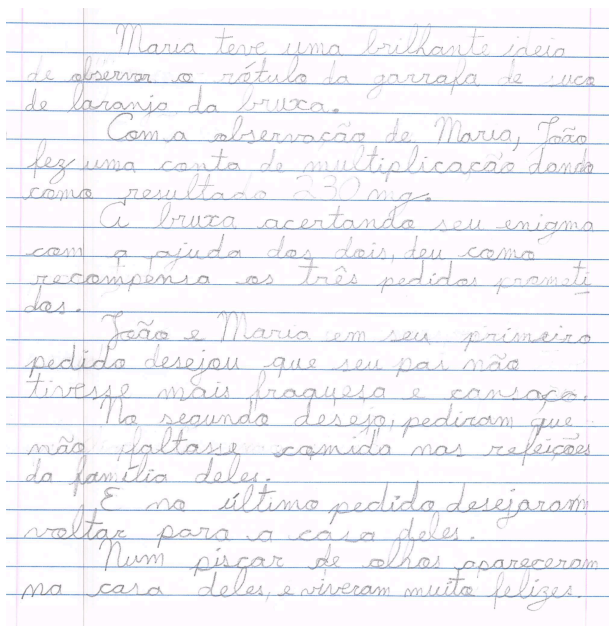 Maria teve uma brilhante ideia
de observar o rótulo da garrafa de suco
de laranja da bruxa.
Com a observação de Maria, João
fez uma conta de multiplicação dando
como resultado 230 mg.
A bruxa acertando seu enigma
com a ajuda dos dois, deu como
recompensa os três pedidos prometi
dos.
João e Maria em seu primeiro
pedido desejou que seu pai não
tivesse mais fraquesa e cansaço.
No segundo desejo, pediram que
não faltasse comida nas refeições
da família deles.
E no último pedido, desejaram
voltar para a casa deles.
Num piscar de olhos apareceram
na casa deles, e viveram muito felizes.